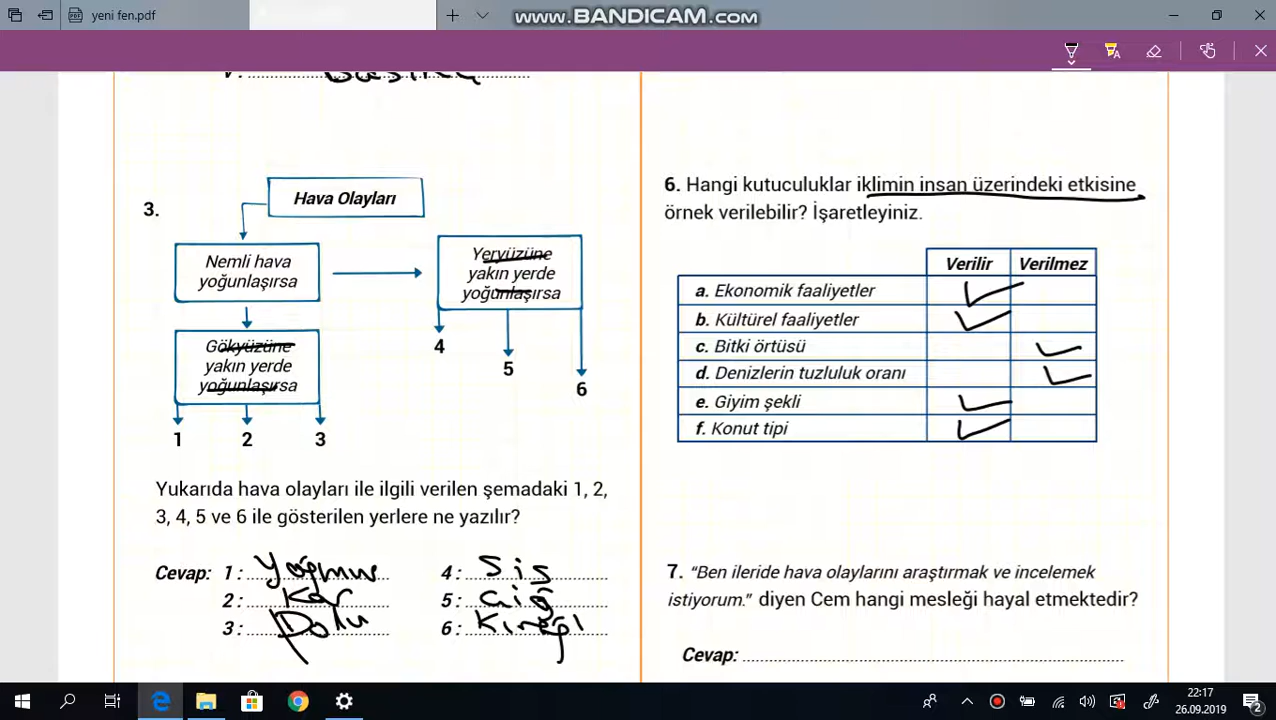 yeni fen.pdf
www.BANDICAM.com
V.
3.
Hava Olayları
Nemli hava
yoğunlaşırsa
Yeryüzüne
yakın yerde
yoğunlaşırsa
Gökyüzüne
yakın yerde
yoğunlaşırsa
4
5
6
1 2 3
Yukarıda hava olayları ile ilgili verilen şemadaki 1, 2,
3, 4, 5 ve 6 ile gösterilen yerlere ne yazılır?
Cevap: 1 : Yağmur 4 : Sis
2 : Kar 5 : Çiğ
3 : Dolu 6 : Kırağı
6. Hangi kutucuklular iklimin insan üzerindeki etkisine
örnek verilebilir? İşaretleyiniz.
Verilir Verilmez
a. Ekonomik faaliyetler
b. Kültürel faaliyetler
c. Bitki örtüsü
d. Denizlerin tuzluluk oranı
e. Giyim şekli
f. Konut tipi
7. “Ben ileride hava olaylarını araştırmak ve incelemek
istiyorum.” diyen Cem hangi mesleği hayal etmektedir?
Cevap:
22:17
26.09.2019
2